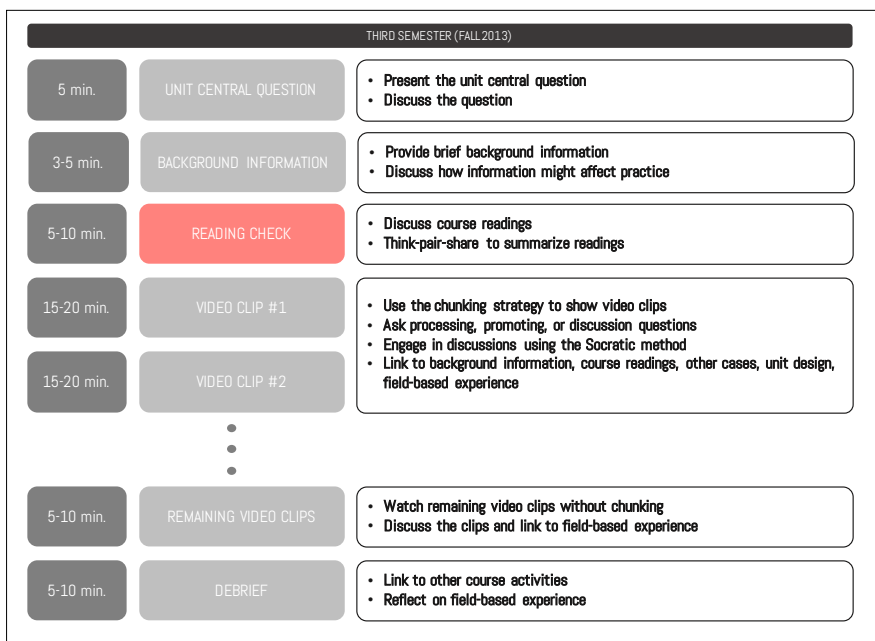 THIRD SEMESTER (FALL 2013)
5 min.
UNIT CENTRAL QUESTION
• Present the unit central question
• Discuss the question
3-5 min.
BACKGROUND INFORMATION
• Provide brief background information
• Discuss how information might affect practice
5-10 min.
READING CHECK
• Discuss course readings
• Think-pair-share to summarize readings
15-20 min.
VIDEO CLIP #1
15-20 min.
VIDEO CLIP #2
• Use the chunking strategy to show video clips
• Ask processing, promoting, or discussion questions
• Engage in discussions using the Socratic method
• Link to background information, course readings, other cases, unit design,
field-based experience
5-10 min.
REMAINING VIDEO CLIPS
• Watch remaining video clips without chunking
• Discuss the clips and link to field-based experience
5-10 min.
DEBRIEF
• Link to other course activities
• Reflect on field-based experience